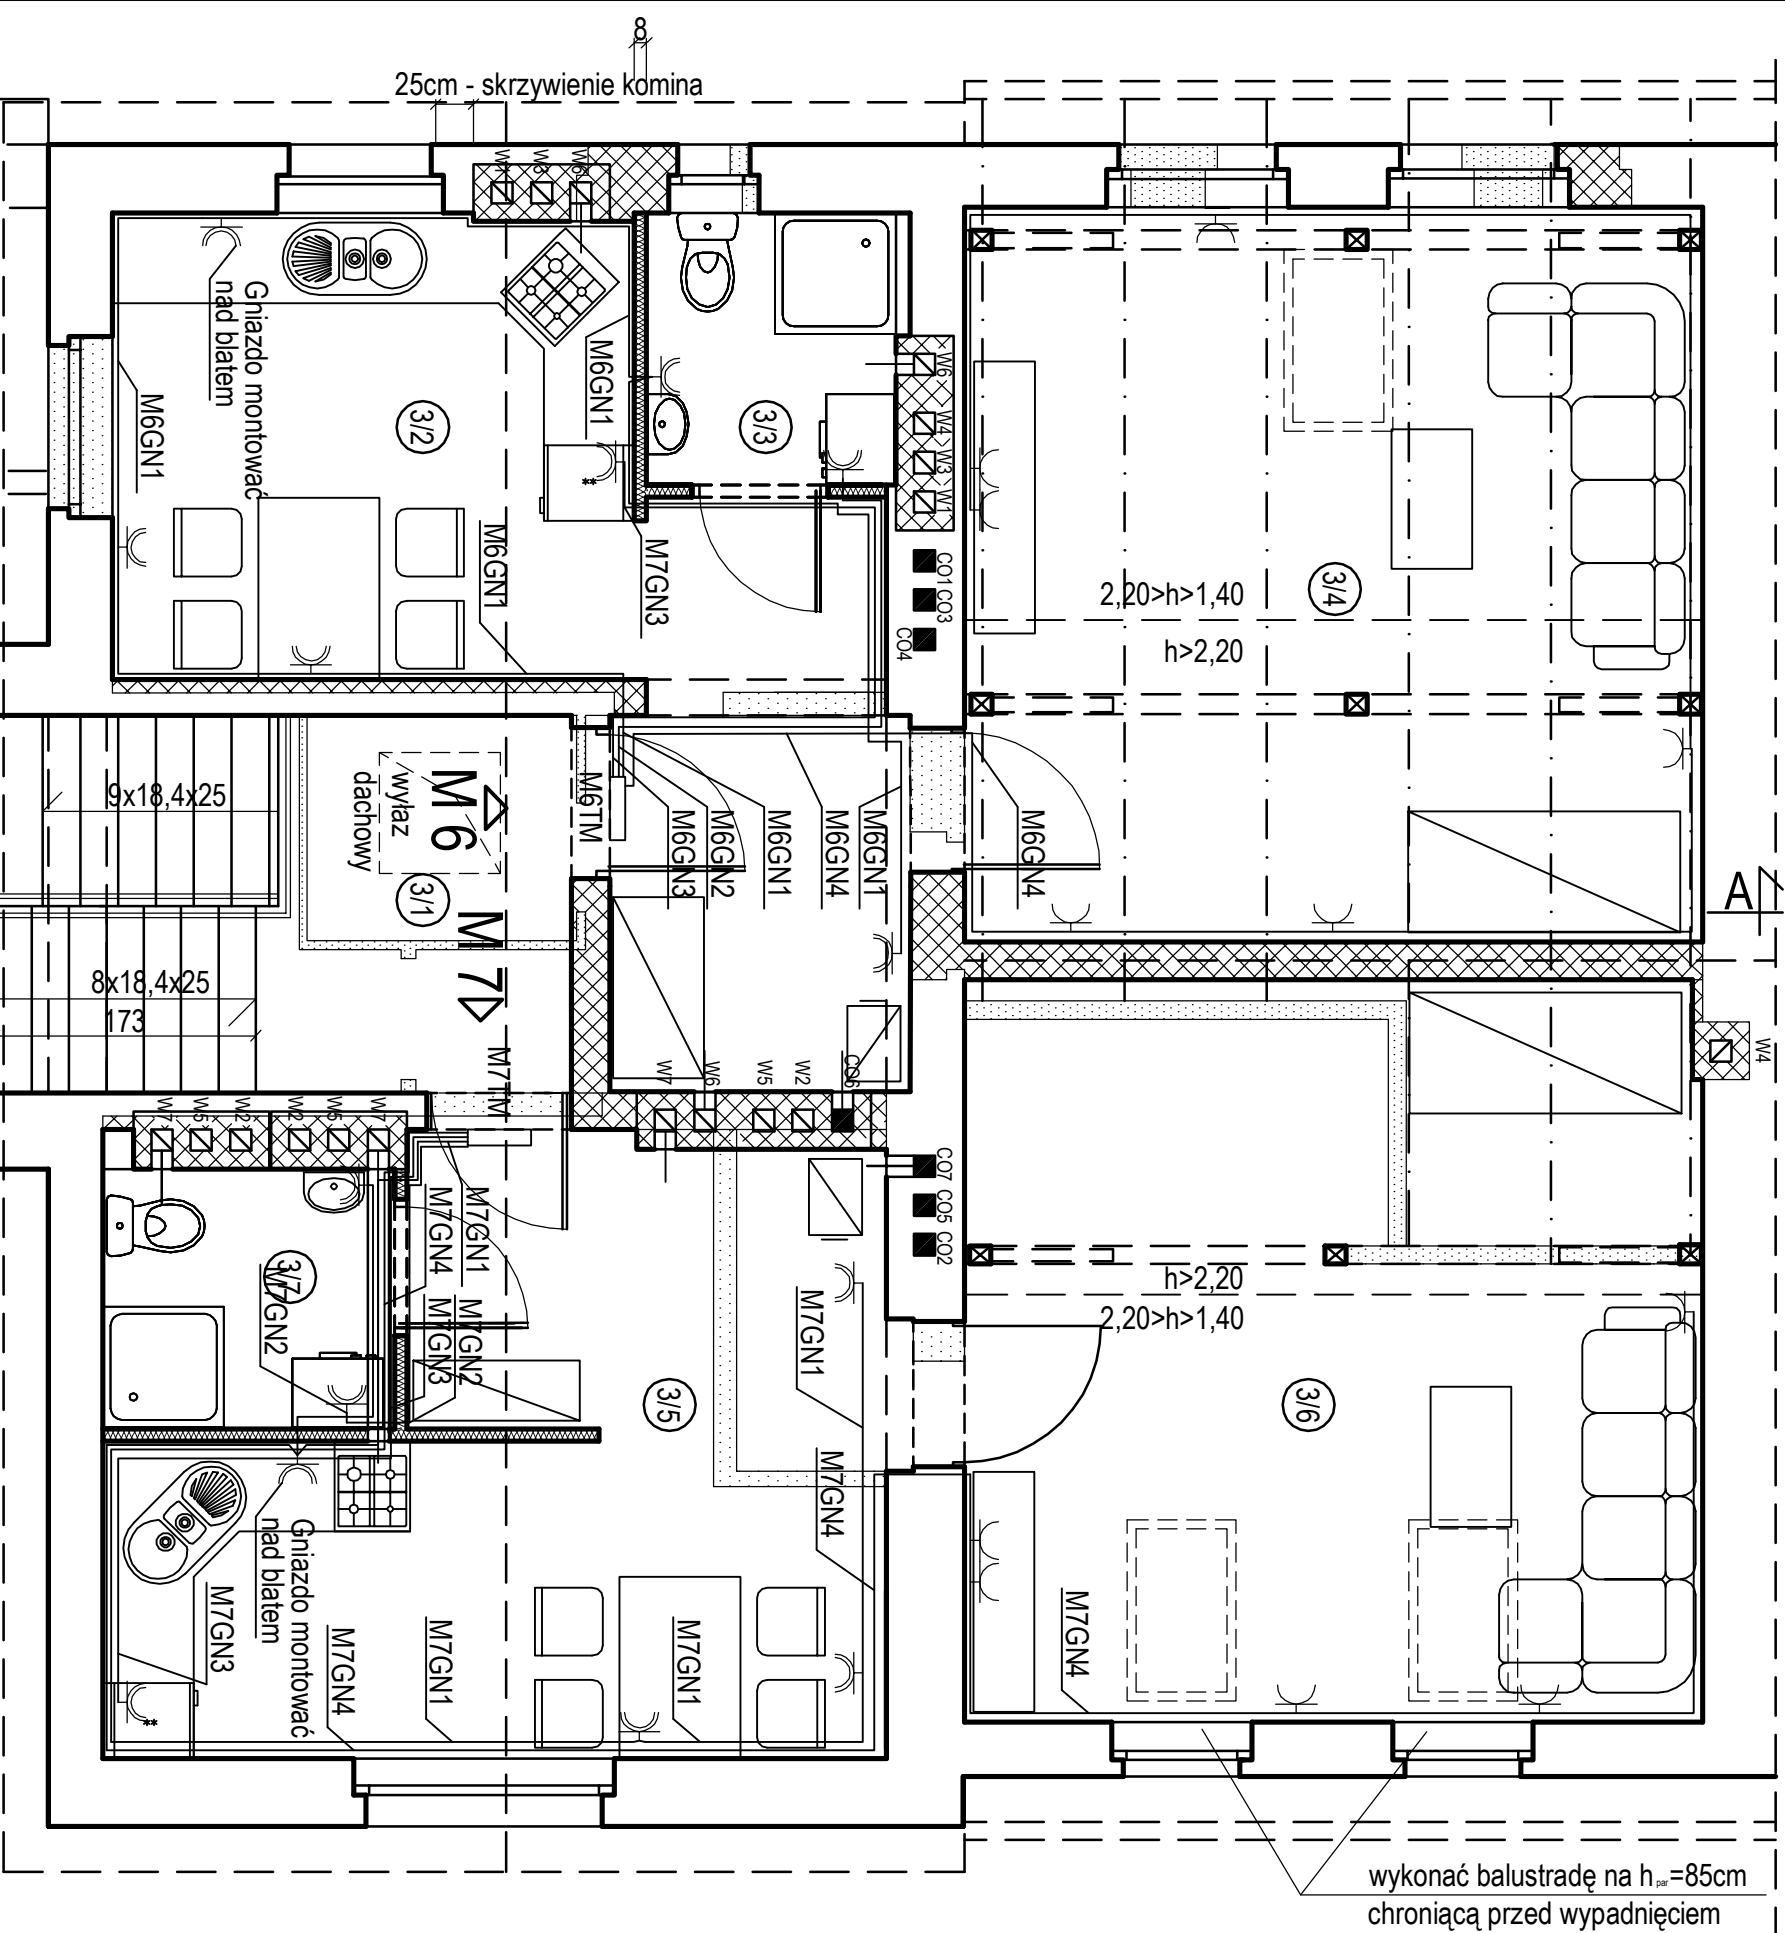 8
25cm - skrzywienie komina
W1
W3
W6
Gniazdo montować
nad blatem
M6GN1
3/2
M6GN1
**
M6GN1
M7GN3
3/3
W6
W4
W3
W1
CO1
CO3
CO4
2,20>h>1,40
h>2,20
3/4
9x18,4x25
wyłaz
dachowy
M 6
3/1
M 7
8x18,4x25
173
M6TM
M6GN3
M6GN2
M6GN1
M6GN4
M6GN1
M6GN4
A
M7TM
W7
W6
W5
W2
CO6
W4
W7
W5
W2
W2
W5
W7
CO7
CO5
CO2
M7GN1
M7GN4
3/7
M7GN2
M7GN2
M7GN3
M7GN1
h>2,20
2,20>h>1,40
3/5
3/6
M7GN4
Gniazdo montować
nad blatem
M7GN3
M7GN4
M7GN1
M7GN1
M7GN4
**
wykonać balustradę na h par=85cm
chroniącą przed wypadnięciem